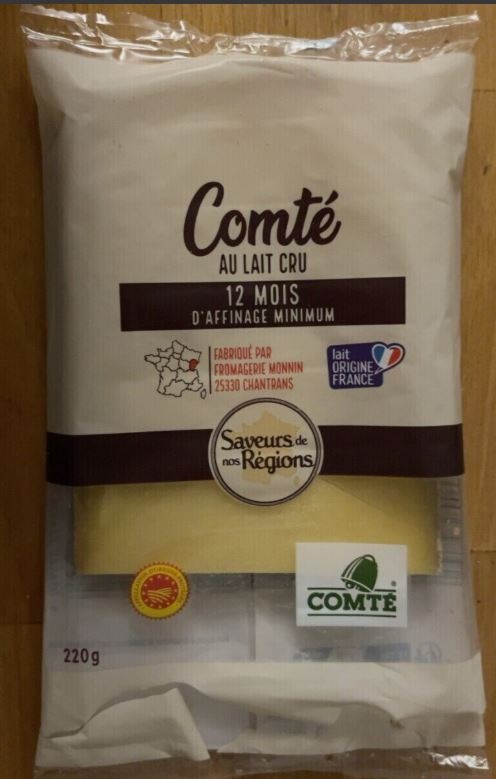 Comté
AU LAIT CRU
12 MOIS
D'AFFINAGE MINIMUM
FABRIQUÉ PAR
FROMAGERIE MONNIN
25330 CHANTRANS
lait
ORIGINE
FRANCE
Saveurs de
nos Régions
COMTÉ
220g